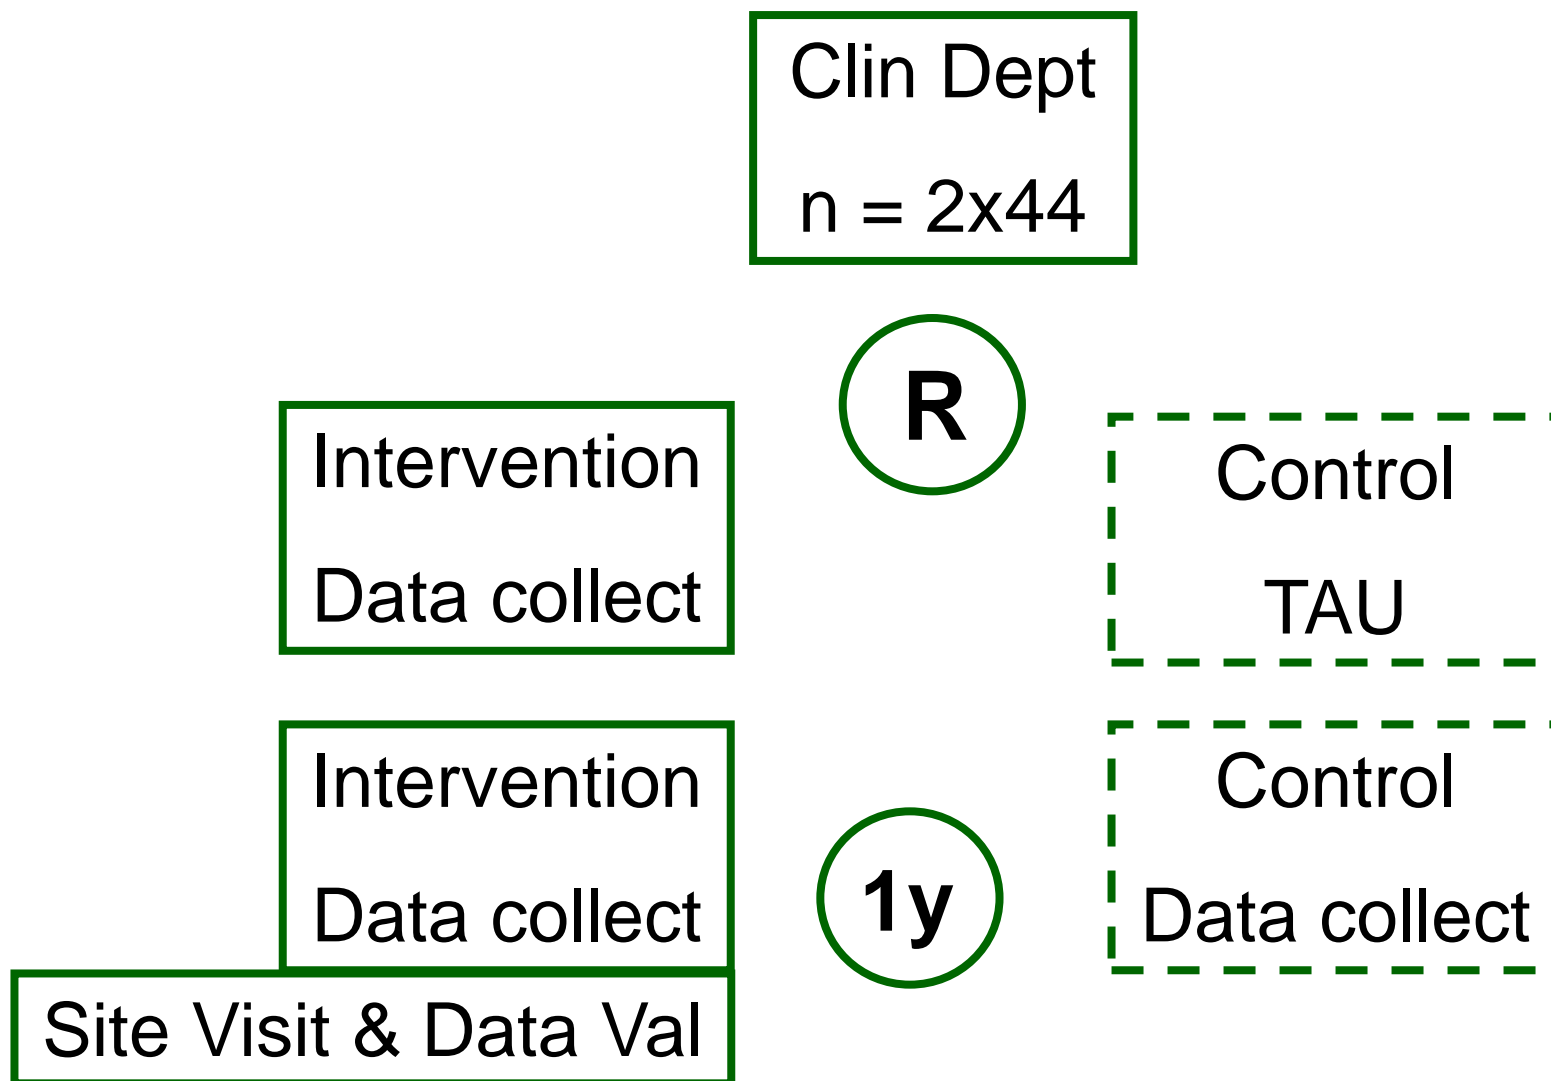 Clin Dept
n = 2x44
R
Intervention
Data collect
Control
TAU
Intervention
Data collect
1y
Control
Data collect
Site Visit & Data Val